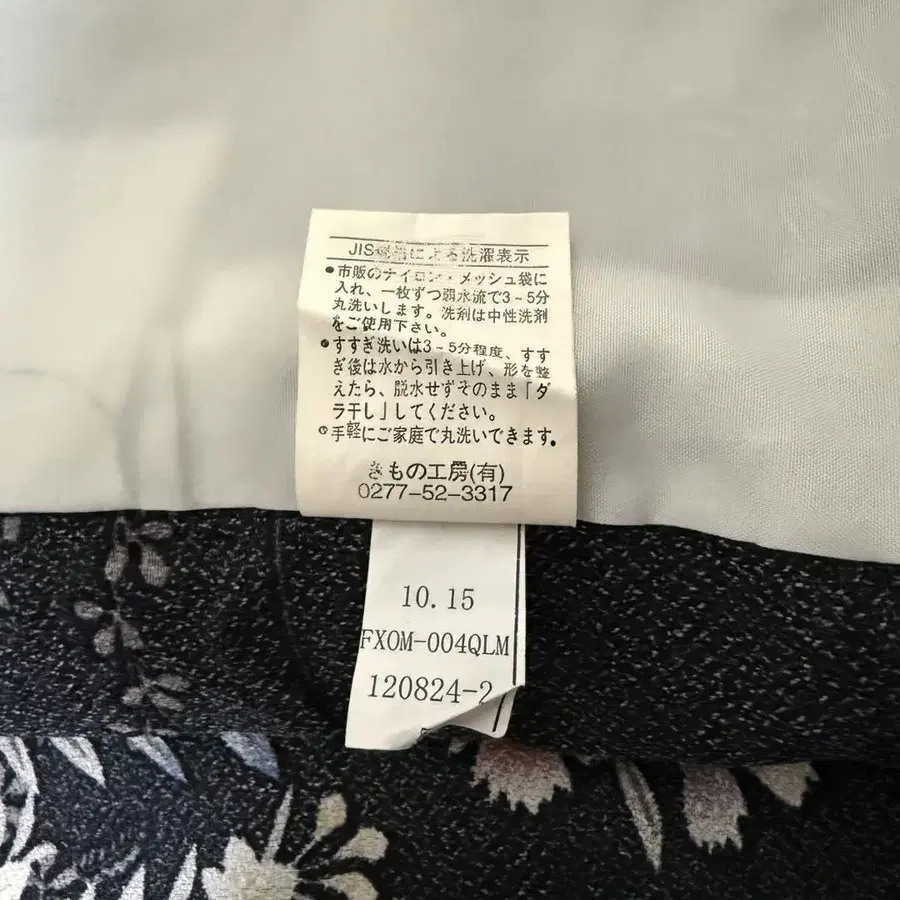 JIS規格による洗濯表示
●市販のナイロン・メッシュ袋に
入れ、一枚ずつ弱水流で3~5分
丸洗いします。洗剤は中性洗剤
をご使用下さい。
●すすぎ洗いは3~5分程度、すす
ぎ後は水から引き上げ、形を整
えたら、脱水せずそのまま「ダ
ラ干し」してください。
●手軽にご家庭で丸洗いできます。
きもの工房(有)
0277-52-3317
10.15
FXOM-004QLM
120824-2